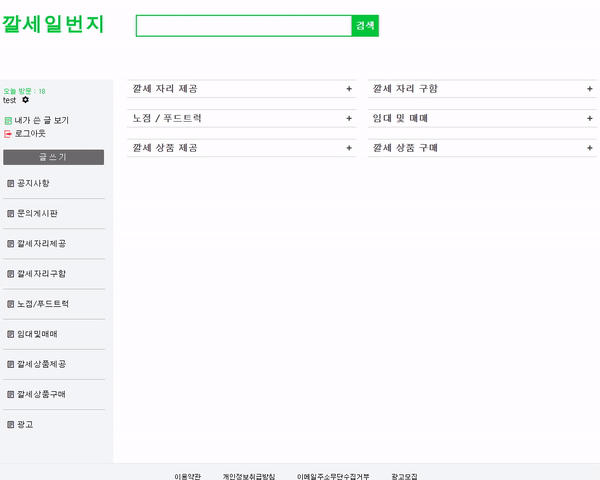 깔세일번지
검색
오늘 방문 : 18
test
내가 쓴 글 보기
로그아웃
글 쓰 기
공지사항
문의게시판
깔세자리제공
깔세자리구함
노점/푸드트럭
임대및매매
깔세상품제공
깔세상품구매
광고
깔세 자리 제공 +
깔세 자리 구함 +
노점 / 푸드트럭 +
임대 및 매매 +
깔세 상품 제공 +
깔세 상품 구매 +
이용약관 개인정보취급방침 이메일주소무단수집거부 광고모집